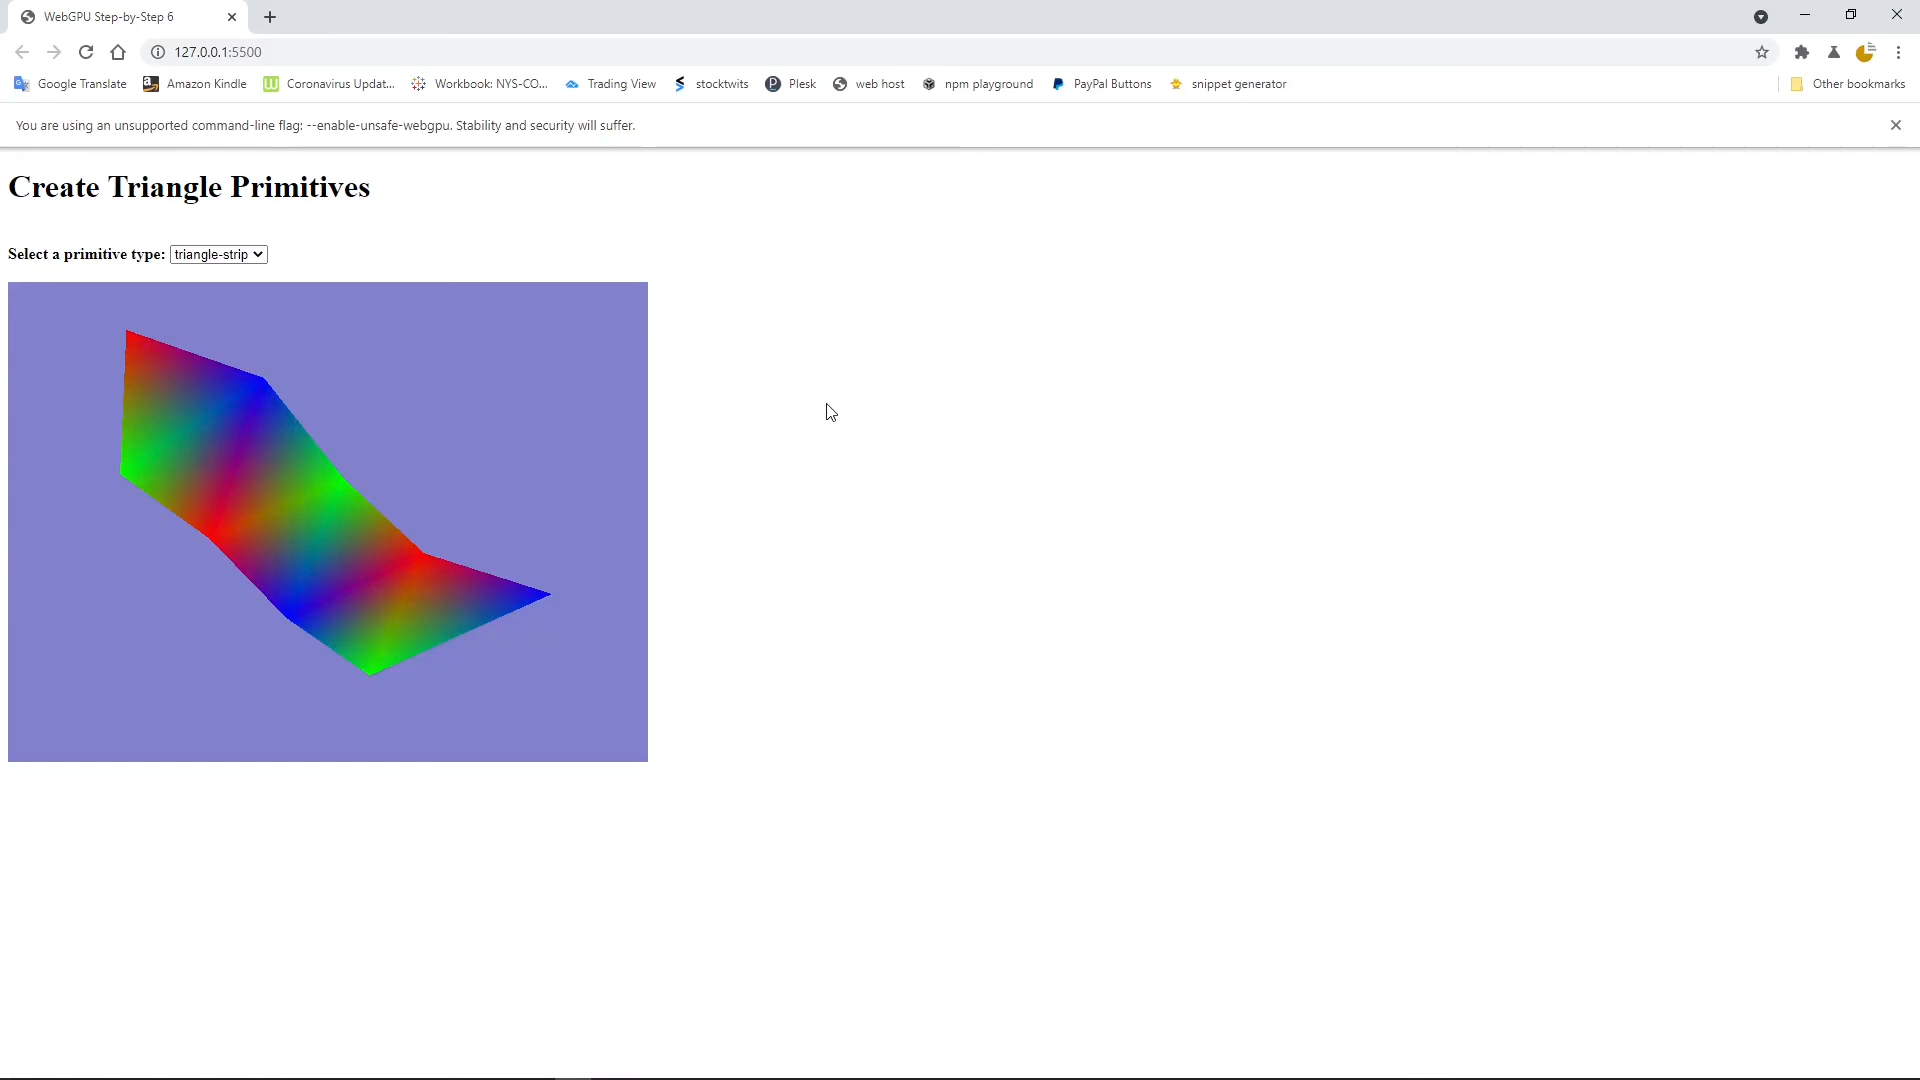 WebGPU Step-by-Step 6
127.0.0.1:5500
Google Translate Amazon Kindle Coronavirus Updat... Workbook: NYS-CO... Trading View stocktwits Plesk web host npm playground PayPal Buttons snippet generator Other bookmarks
You are using an unsupported command-line flag: --enable-unsafe-webgpu. Stability and security will suffer.
Create Triangle Primitives
Select a primitive type: triangle-strip